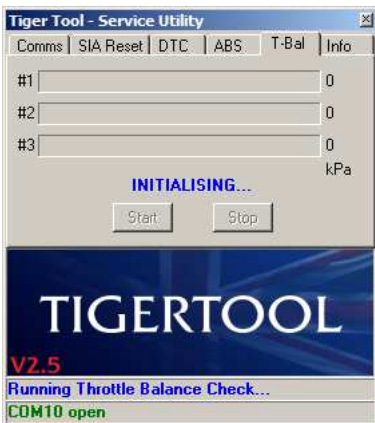 Tiger Tool - Service Utility
Comms SIA Reset DTC ABS T-Bal Info
#1 0
#2 0
#3 0
kPa
INITIALISING...
Start Stop
TIGERTOOL
V2.5
Running Throttle Balance Check...
COM10 open